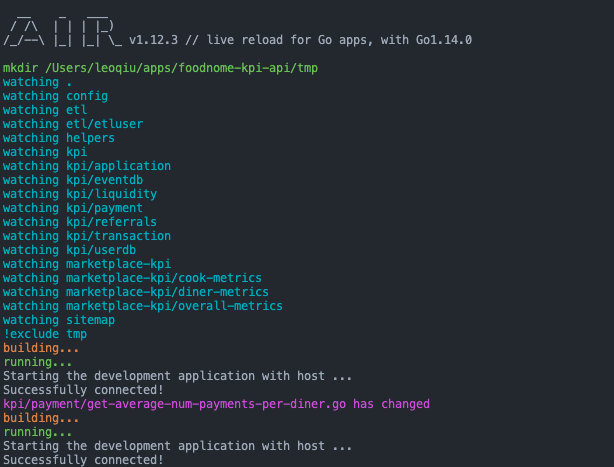 v1.12.3 // live reload for Go apps, with Go1.14.0
mkdir /Users/leoqiu/apps/foodnome-kpi-api/tmp
watching .
watching config
watching etl
watching etl/etluser
watching helpers
watching kpi
watching kpi/application
watching kpi/eventdb
watching kpi/liquidity
watching kpi/payment
watching kpi/referrals
watching kpi/transaction
watching kpi/userdb
watching marketplace-kpi
watching marketplace-kpi/cook-metrics
watching marketplace-kpi/diner-metrics
watching marketplace-kpi/overall-metrics
watching sitemap
!exclude tmp
building...
running...
Starting the development application with host ...
Successfully connected!
kpi/payment/get-average-num-payments-per-diner.go has changed
building...
running...
Starting the development application with host ...
Successfully connected!